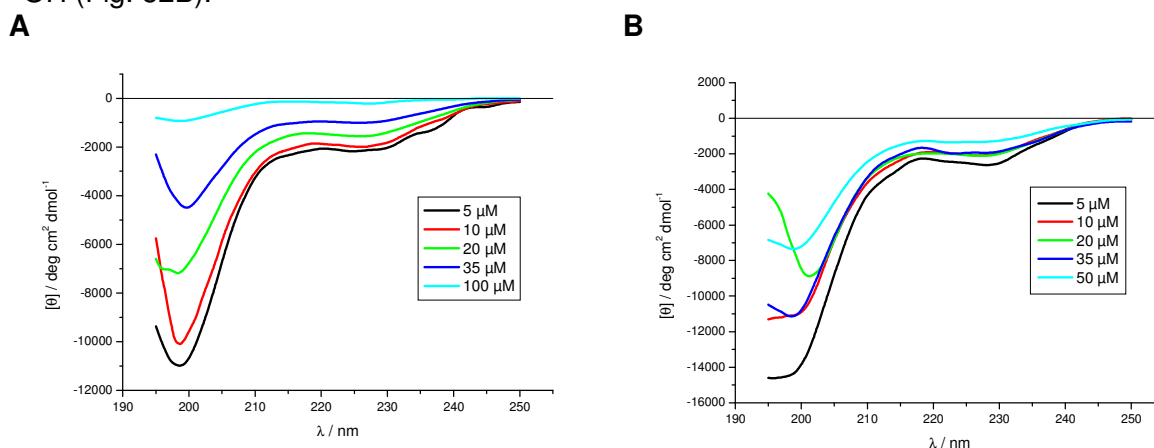 GH (Fig. 32B).
A
B
0
-2000
-4000
-6000
-8000
-10000
-12000
190
200
210
220
230
240
250
[θ] / deg cm² dmol⁻¹
λ / nm
5 µM
10 µM
20 µM
35 µM
100 µM
2000
0
-2000
-4000
-6000
-8000
-10000
-12000
-14000
-16000
190
200
210
220
230
240
250
[θ] / deg cm² dmol⁻¹
λ / nm
5 µM
10 µM
20 µM
35 µM
50 µM